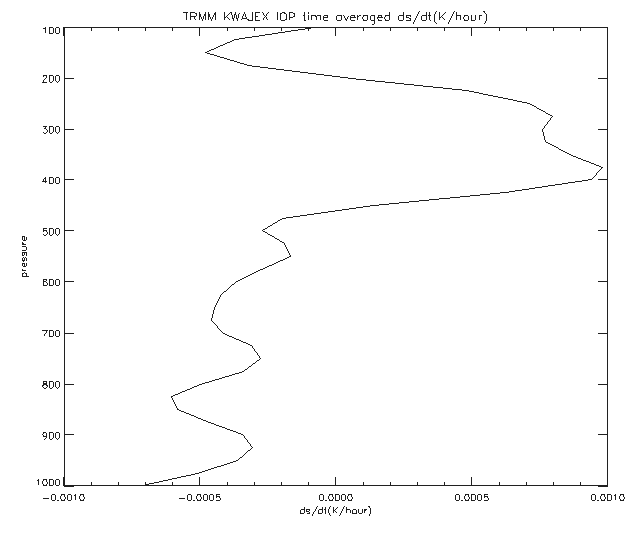 TRMM KWAJEX IOP time averaged ds/dt(K/hour)
100
200
300
400
500
600
700
800
900
1000
pressure
-0.0010 -0.0005 0.0000 0.0005 0.0010
ds/dt(K/hour)